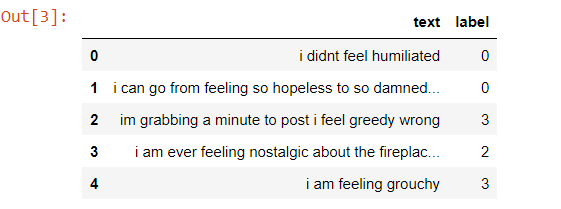 Out[3]:
text label
0 i didnt feel humiliated 0
1 i can go from feeling so hopeless to so damned... 0
2 im grabbing a minute to post i feel greedy wrong 3
3 i am ever feeling nostalgic about the fireplac... 2
4 i am feeling grouchy 3